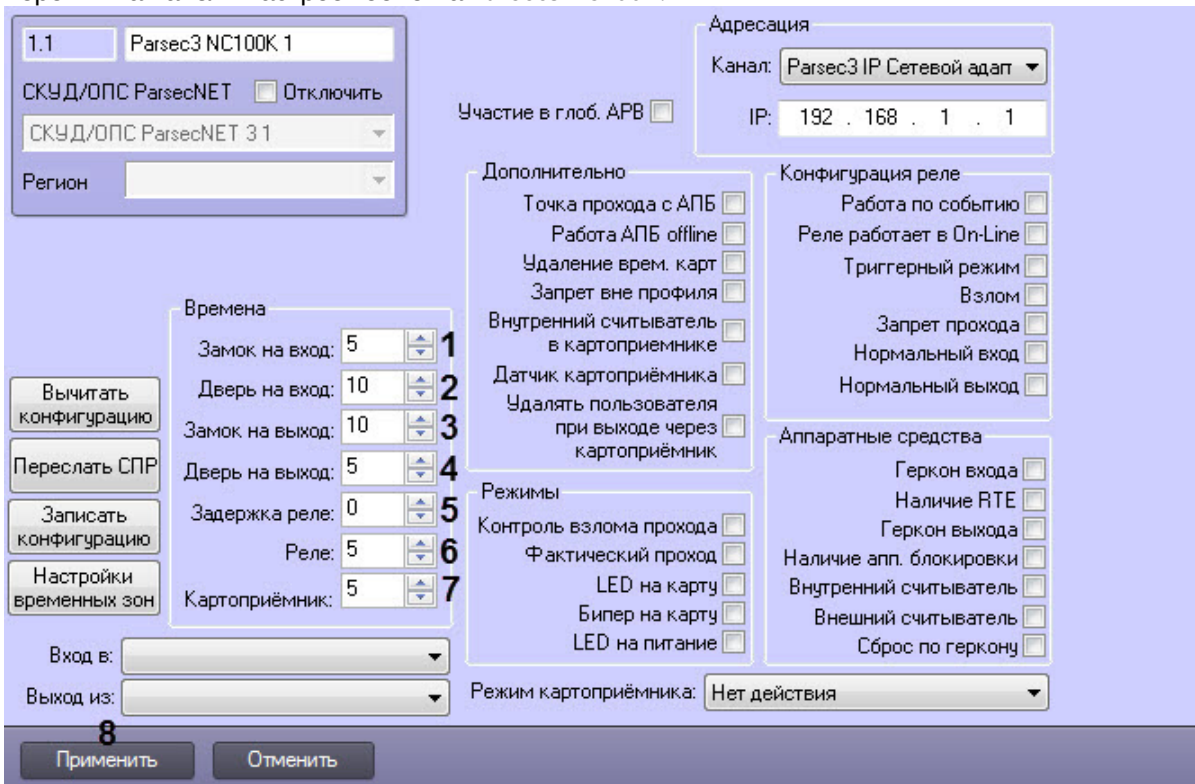 1.1 Parsec3 NC100K 1
СКУД/ОПС ParsecNET Отключить
СКУД/ОПС ParsecNET 3 1
Регион
Участие в глоб. APB
Адресация
Канал: Parsec3 IP Сетевой адап
IP: 192 . 168 . 1 . 1
Дополнительно
Точка прохода с АПБ
Работа АПБ offline
Удаление врем. карт
Запрет вне профиля
Внутренний считыватель
в картоприемнике
Датчик картоприёмника
Удалять пользователя
при выходе через
картоприёмник
Конфигурация реле
Работа по событию
Реле работает в On-Line
Триггерный режим
Взлом
Запрет прохода
Нормальный вход
Нормальный выход
Времена
Замок на вход: 5 1
Дверь на вход: 10 2
Замок на выход: 10 3
Дверь на выход: 5 4
Задержка реле: 0 5
Реле: 5 6
Картоприёмник: 5 7
Вычитать
конфигурацию
Переслать СПР
Записать
конфигурацию
Настройки
временных зон
Режимы
Контроль взлома прохода
Фактический проход
LED на карту
Бипер на карту
LED на питание
Аппаратные средства
Геркон входа
Наличие RTE
Геркон выхода
Наличие апп. блокировки
Внутренний считыватель
Внешний считыватель
Сброс по геркону
Вход в:
Выход из:
Режим картоприёмника: Нет действия
8
Применить Отменить